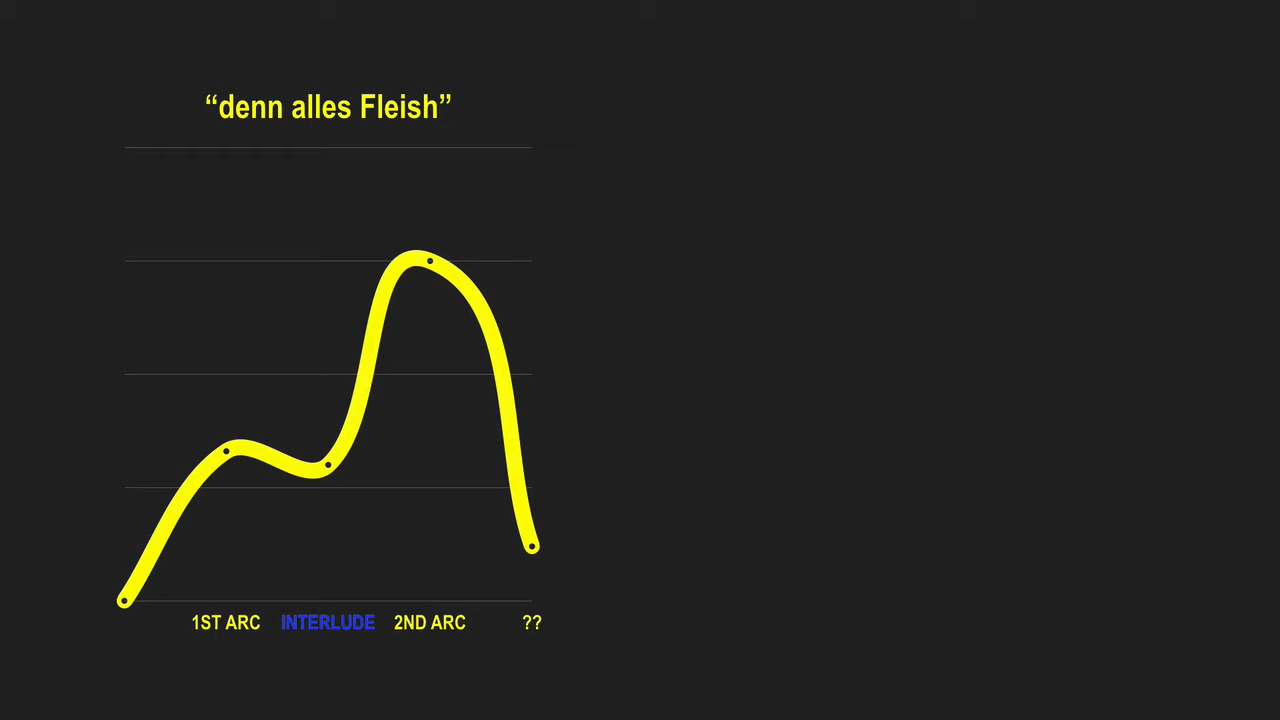 “denn alles Fleish”
1ST ARC INTERLUDE 2ND ARC ??